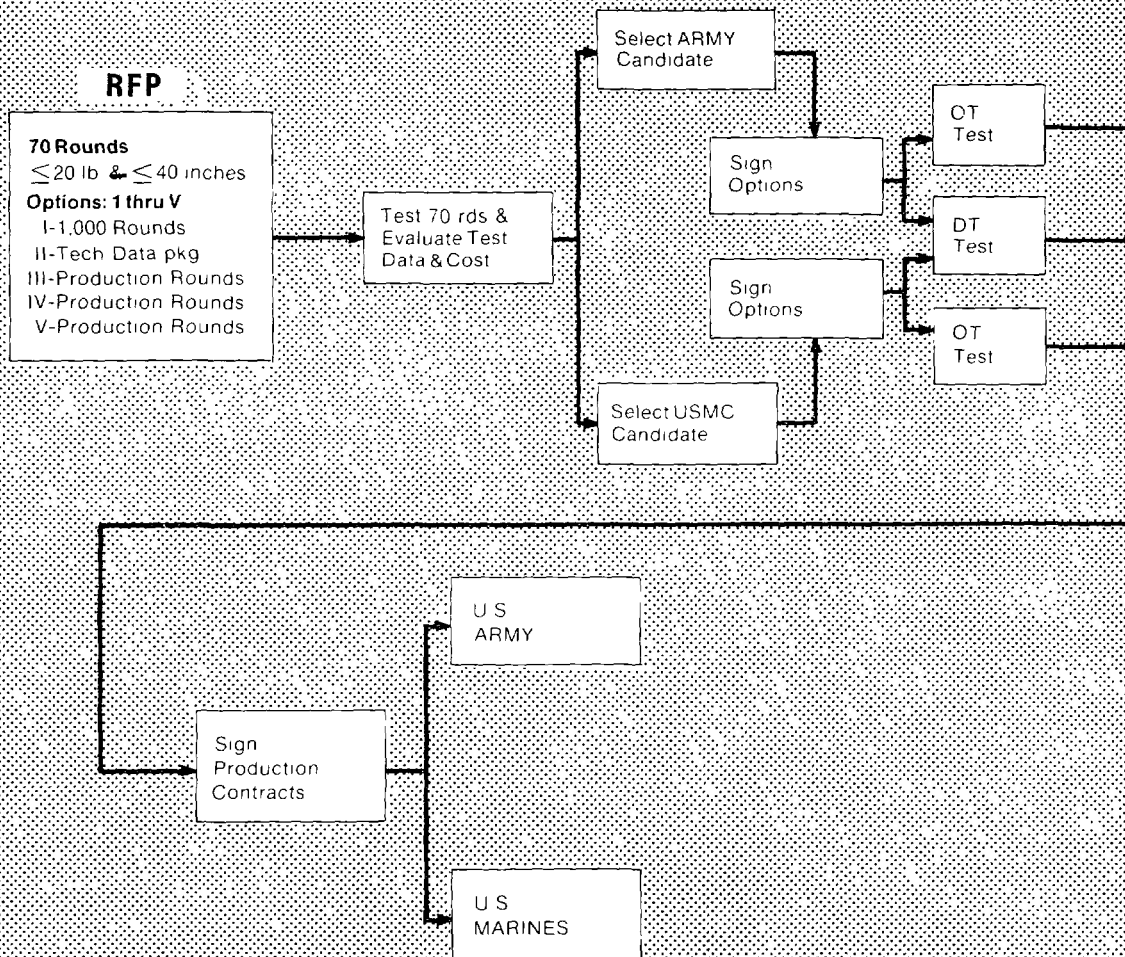 RFP
70 Rounds
≤20 lb & ≤40 inches
Options: 1 thru V
I-1,000 Rounds
II-Tech Data pkg
III-Production Rounds
IV-Production Rounds
V-Production Rounds
Test 70 rds &
Evaluate Test
Data & Cost
Select ARMY
Candidate
Sign
Options
OT
Test
DT
Test
Sign
Options
OT
Test
Select USMC
Candidate
Sign
Production
Contracts
U S
ARMY
U S
MARINES